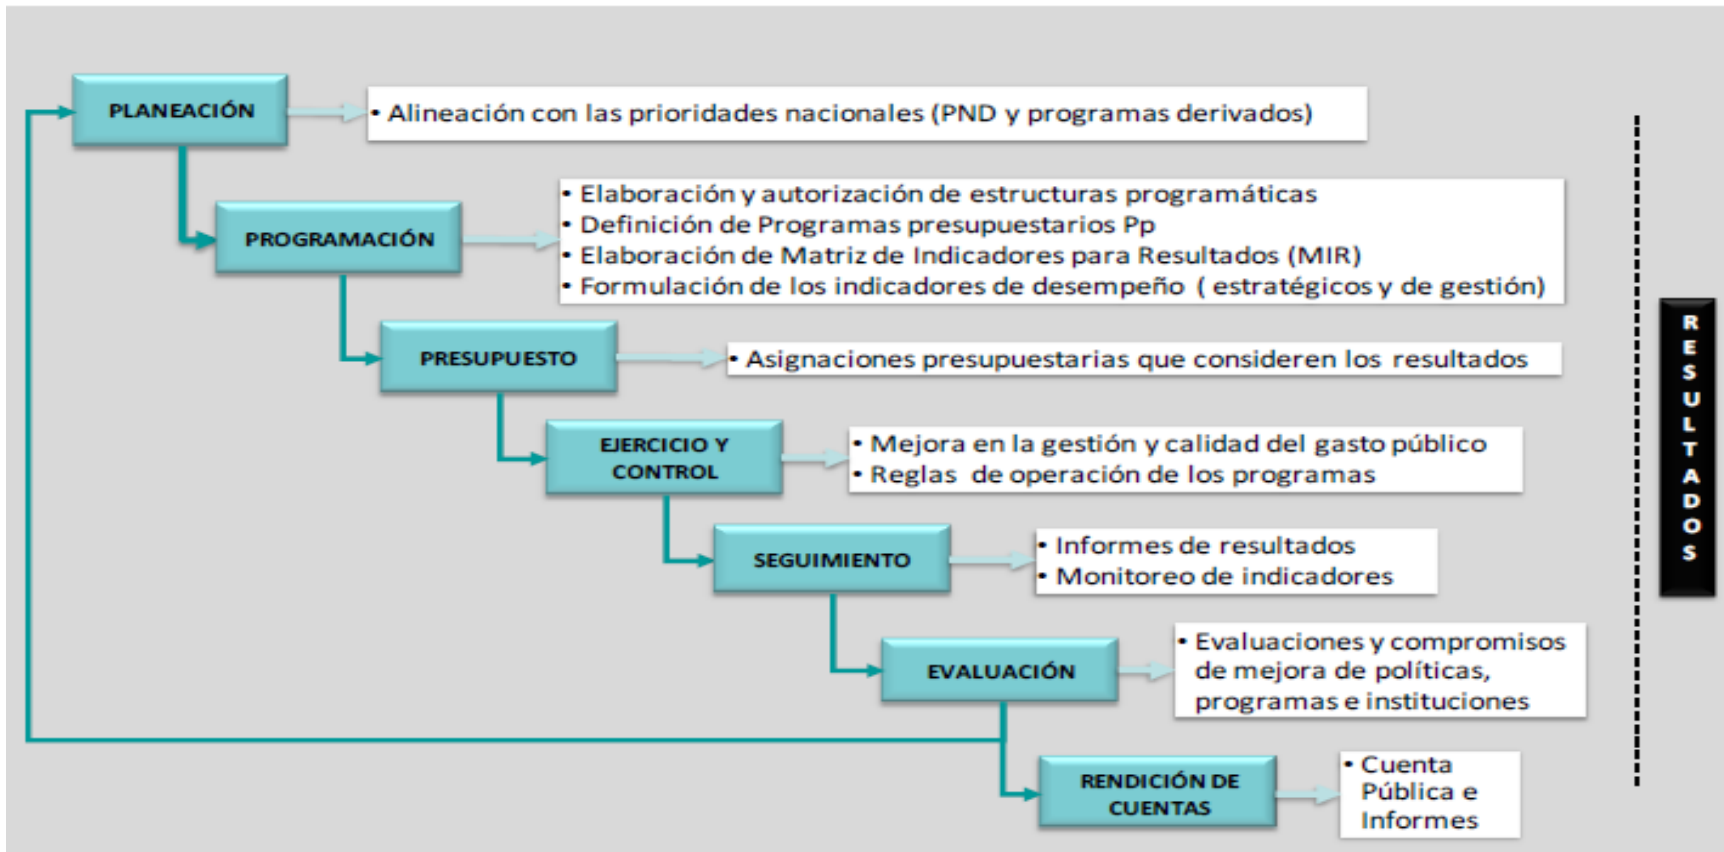 PLANEACIÓN
• Alineación con las prioridades nacionales (PND y programas derivados)
PROGRAMACIÓN
• Elaboración y autorización de estructuras programáticas
• Definición de Programas presupuestarios Pp
• Elaboración de Matriz de Indicadores para Resultados (MIR)
• Formulación de los indicadores de desempeño ( estratégicos y de gestión)
PRESUPUESTO
• Asignaciones presupuestarias que consideren los resultados
EJERCICIO Y
CONTROL
• Mejora en la gestión y calidad del gasto público
• Reglas de operación de los programas
SEGUIMIENTO
• Informes de resultados
• Monitoreo de indicadores
EVALUACIÓN
• Evaluaciones y compromisos
de mejora de políticas,
programas e instituciones
RENDICIÓN DE
CUENTAS
• Cuenta
Pública e
Informes
RESULTADOS